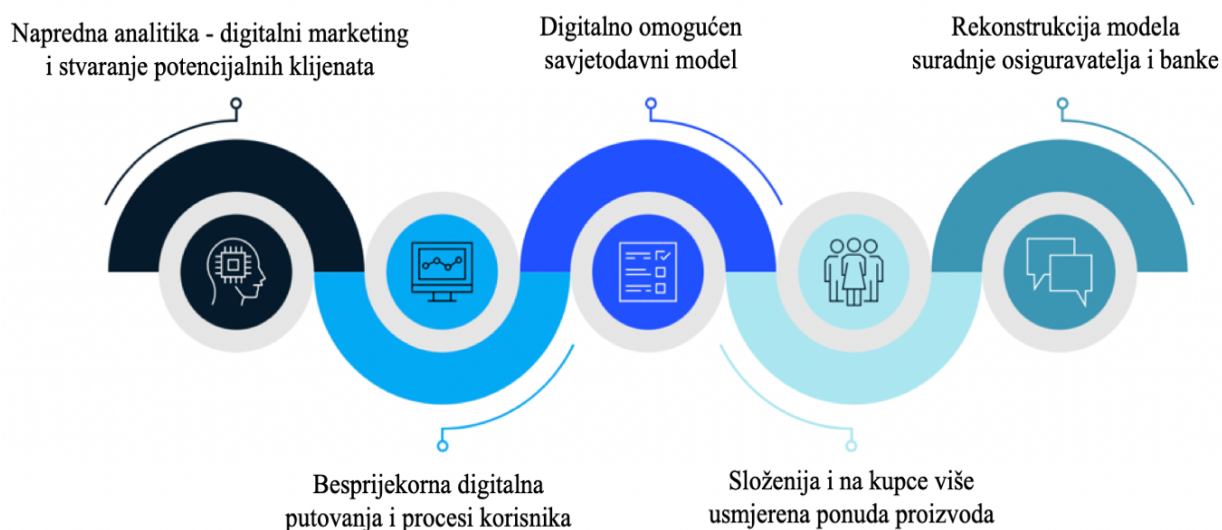 Napredna analitika - digitalni marketing
i stvaranje potencijalnih klijenata
Besprijekorna digitalna
putovanja i procesi korisnika
Digitalno omogućen
savjetodavni model
Složenija i na kupce više
usmjerena ponuda proizvoda
Rekonstrukcija modela
suradnje osiguravatelja i banke